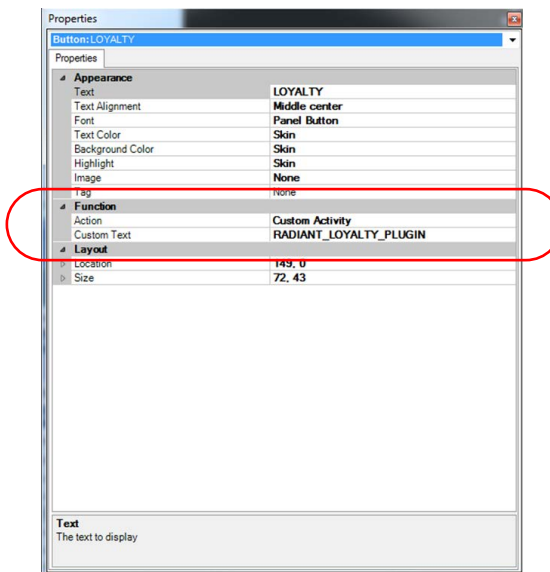 Properties
Button:LOYALTY
Properties
Appearance
Text LOYALTY
Text Alignment Middle center
Font Panel Button
Text Color Skin
Background Color Skin
Highlight Skin
Image None
Tag None
Function
Action Custom Activity
Custom Text RADIANT_LOYALTY_PLUGIN
Layout
Location 149, 0
Size 72, 43
Text
The text to display